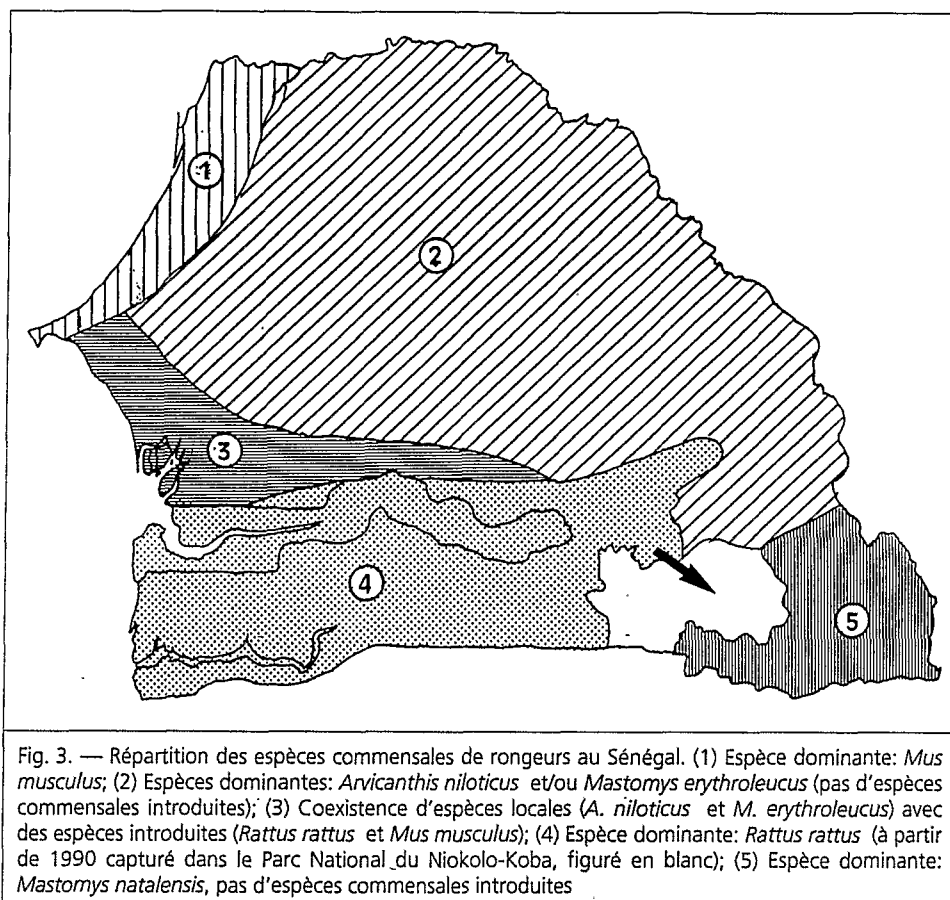 1
2
3
4
5
Fig. 3. — Répartition des espèces commensales de rongeurs au Sénégal. (1) Espèce dominante: Mus
musculus; (2) Espèces dominantes: Arvicanthis niloticus et/ou Mastomys erythroleucus (pas d'espèces
commensales introduites); (3) Coexistence d'espèces locales (A. niloticus et M. erythroleucus) avec
des espèces introduites (Rattus rattus et Mus musculus); (4) Espèce dominante: Rattus rattus (à partir
de 1990 capturé dans le Parc National du Niokolo-Koba, figuré en blanc); (5) Espèce dominante:
Mastomys natalensis, pas d'espèces commensales introduites